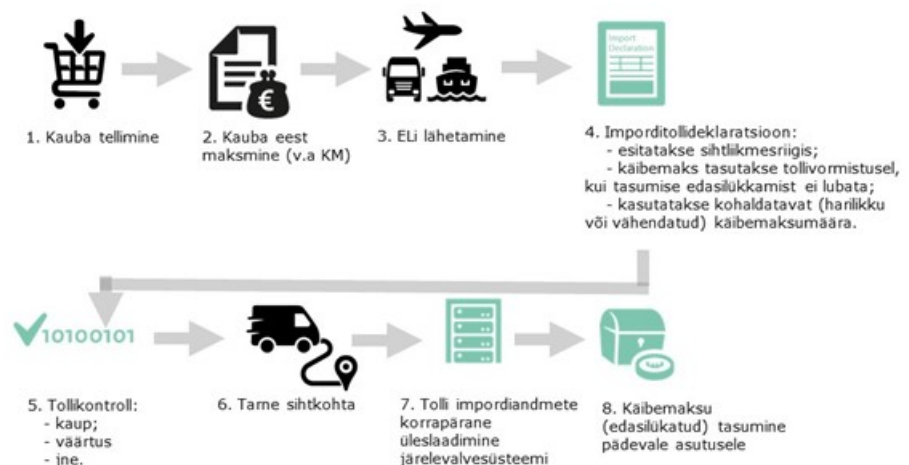 1. Kauba tellimine
2. Kauba eest
maksmine (v.a KM)
3. ELi lähetamine
Import
Declaration
4. Imporditollideklaratsioon:
- esitatakse sihtliikmesriigis;
- käibemaks tasutakse tollivormistusel,
kui tasumise edasilükkamist ei lubata;
- kasutatakse kohaldatavat (harilikku
või vähendatud) käibemaksumäära.
10100101
5. Tollikontroll:
- kaup;
- väärtus
- jne.
6. Tarne sihtkohta
7. Tolli impordiandmete
korrapärane
üleslaadimine
järelevalvesüsteemi
8. Käibemaksu
(edasilükatud) tasumine
pädevale asutusele